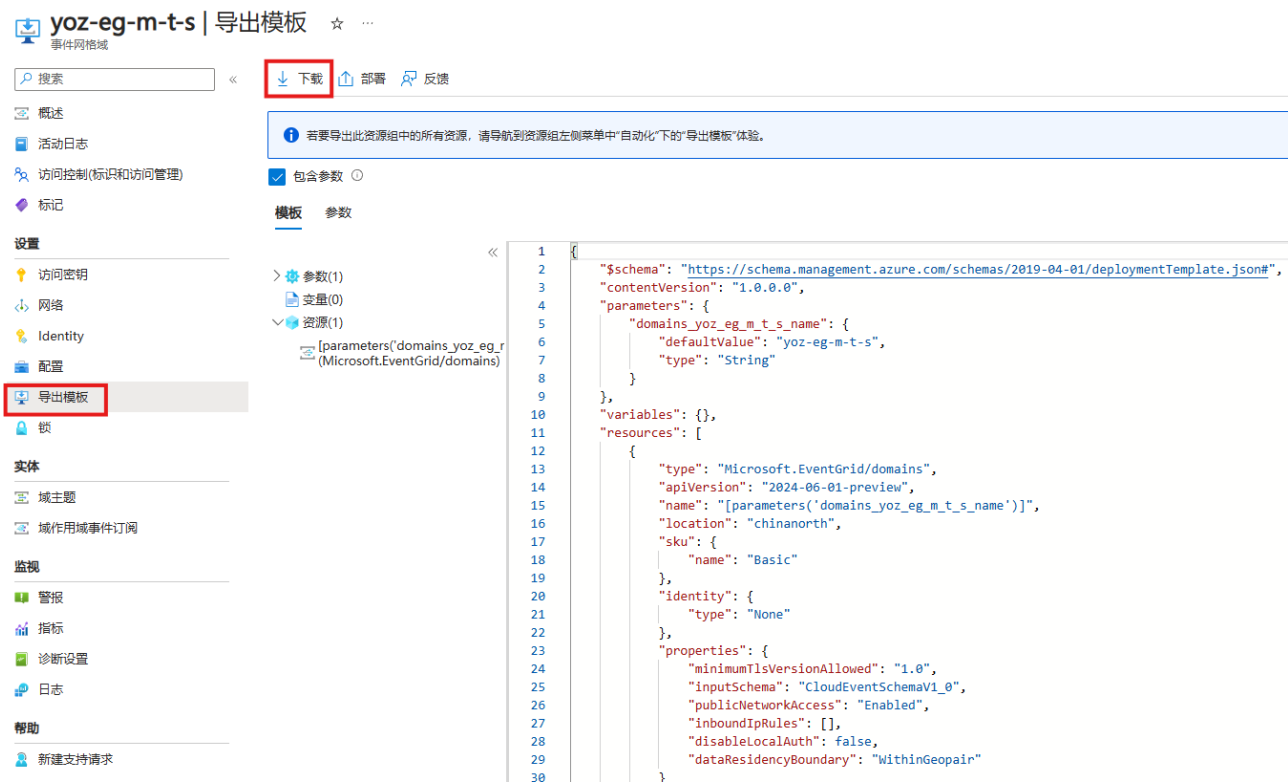 yoz-eg-m-t-s | 导出模板 ☆ ...
事件网格域
搜索 «
概述
活动日志
访问控制(标识和访问管理)
标记
设置
访问密钥
网络
Identity
配置
导出模板
锁
实体
域主题
域作用域事件订阅
监视
警报
指标
诊断设置
日志
帮助
新建支持请求
下载 部署 反馈
若要导出此资源组中的所有资源，请导航到资源组左侧菜单中“自动化”下的“导出模板”体验。
包含参数
模板 参数
«
参数(1)
变量(0)
资源(1)
[parameters('domains_yoz_eg_r
(Microsoft.EventGrid/domains)
1 {
2 "$schema": "https://schema.management.azure.com/schemas/2019-04-01/deploymentTemplate.json#",
3 "contentVersion": "1.0.0.0",
4 "parameters": {
5 "domains_yoz_eg_m_t_s_name": {
6 "defaultValue": "yoz-eg-m-t-s",
7 "type": "String"
8 }
9 },
10 "variables": {},
11 "resources": [
12 {
13 "type": "Microsoft.EventGrid/domains",
14 "apiVersion": "2024-06-01-preview",
15 "name": "[parameters('domains_yoz_eg_m_t_s_name')]",
16 "location": "chinanorth",
17 "sku": {
18 "name": "Basic"
19 },
20 "identity": {
21 "type": "None"
22 },
23 "properties": {
24 "minimumTlsVersionAllowed": "1.0",
25 "inputSchema": "CloudEventSchemaV1_0",
26 "publicNetworkAccess": "Enabled",
27 "inboundIpRules": [],
28 "disableLocalAuth": false,
29 "dataResidencyBoundary": "WithinGeopair"
30 }